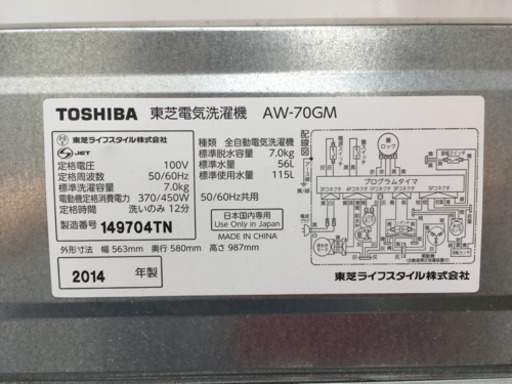 TOSHIBA 東芝電気洗濯機 AW-70GM
東芝ライフスタイル株式会社
JET
定格電圧 100V
定格周波数 50/60Hz
標準洗濯容量 7.0kg
電動機定格消費電力 370/450W
定格時間 洗いのみ 12分
製造番号 149704TN
種類 全自動電気洗濯機
標準脱水容量 7.0kg
標準水量 56L
標準使用水量 115L
50/60Hz共用
日本国内専用
Use Only in Japan
MADE IN CHINA
外形寸法 幅 563mm 奥行 580mm 高さ 987mm
2014 年製
配線図
蓋ロック
プログラムタイマ
東芝ライフスタイル株式会社